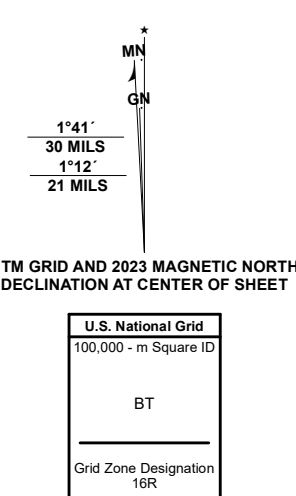 ★
MN
GN
1°41´
30 MILS
1°12´
21 MILS
TM GRID AND 2023 MAGNETIC NORTH
DECLINATION AT CENTER OF SHEET
U.S. National Grid
100,000 - m Square ID
BT
Grid Zone Designation
16R